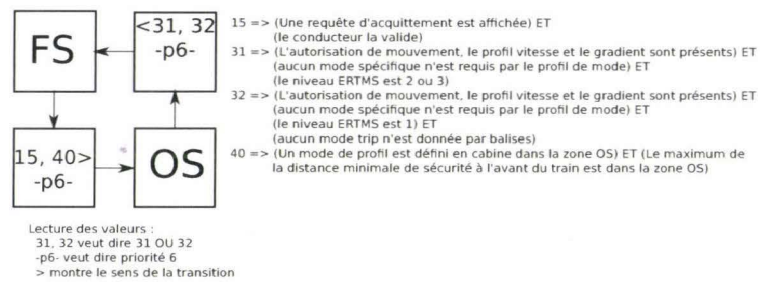 FS
<31, 32
-p6-
15, 40>
-p6-
OS
15 => (Une requête d'acquittement est affichée) ET
(le conducteur la valide)
31 => (L'autorisation de mouvement, le profil vitesse et le gradient sont présents) ET
(aucun mode spécifique n'est requis par le profil de mode) ET
(le niveau ERTMS est 2 ou 3)
32 => (L'autorisation de mouvement, le profil vitesse et le gradient sont présents) ET
(aucun mode spécifique n'est requis par le profil de mode) ET
(le niveau ERTMS est 1) ET
(aucun mode trip n'est donnée par balises)
40 => (Un mode de profil est défini en cabine dans la zone OS) ET (Le maximum de
la distance minimale de sécurité à l'avant du train est dans la zone OS)
Lecture des valeurs :
31, 32 veut dire 31 OU 32
-p6- veut dire priorité 6
> montre le sens de la transition